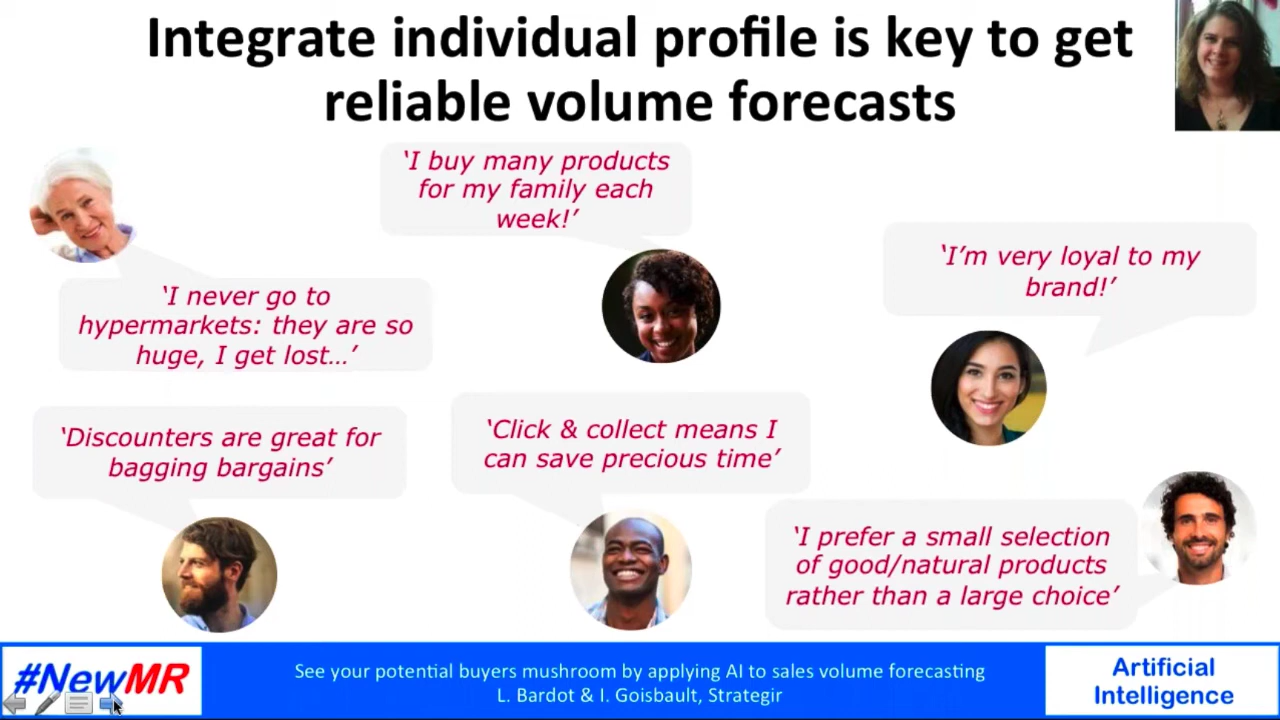 Integrate individual profile is key to get
reliable volume forecasts
‘I buy many products
for my family each
week!’
‘I’m very loyal to my
brand!’
‘I never go to
hypermarkets: they are so
huge, I get lost…’
‘Discounters are great for
bagging bargains’
‘Click & collect means I
can save precious time’
‘I prefer a small selection
of good/natural products
rather than a large choice’
#NewMR
See your potential buyers mushroom by applying AI to sales volume forecasting
L. Bardot & I. Goisbault, Strategir
Artificial
Intelligence